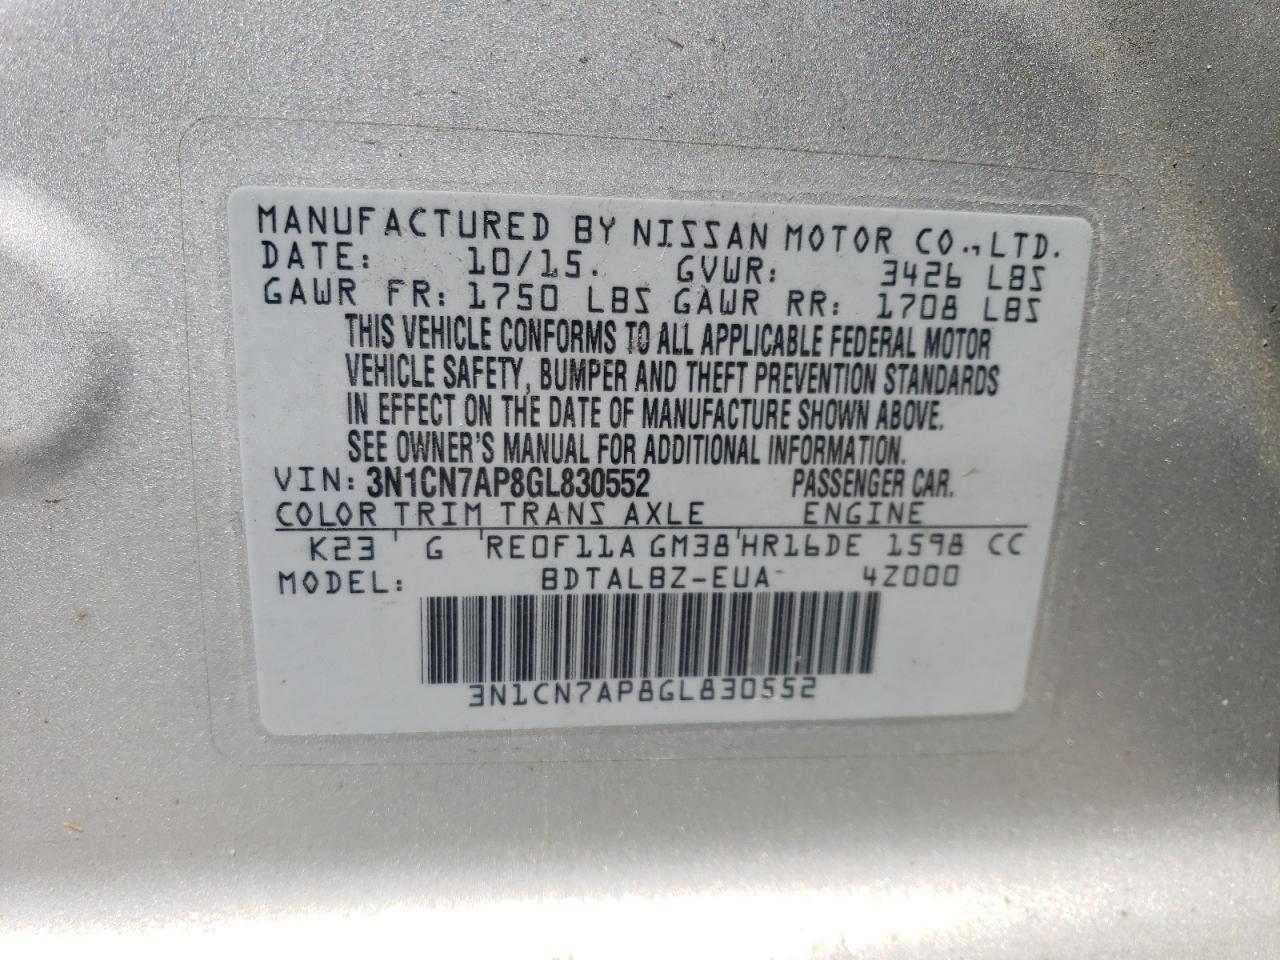 MANUFACTURED BY NISSAN MOTOR CO., LTD.
DATE: 10/15. GVWR: 3426 LBS
GAWR FR: 1750 LBS GAWR RR: 1708 LBS
THIS VEHICLE CONFORMS TO ALL APPLICABLE FEDERAL MOTOR
VEHICLE SAFETY, BUMPER AND THEFT PREVENTION STANDARDS
IN EFFECT ON THE DATE OF MANUFACTURE SHOWN ABOVE.
SEE OWNER'S MANUAL FOR ADDITIONAL INFORMATION.
VIN: 3N1CN7AP8GL830552 PASSENGER CAR.
COLOR TRIM TRANS AXLE ENGINE
K23 ' G 'RE0F11A GM38'HR16DE 1598 CC
MODEL: BDTALBZ-EUA- 4Z000
3N1CN7AP8GL830552